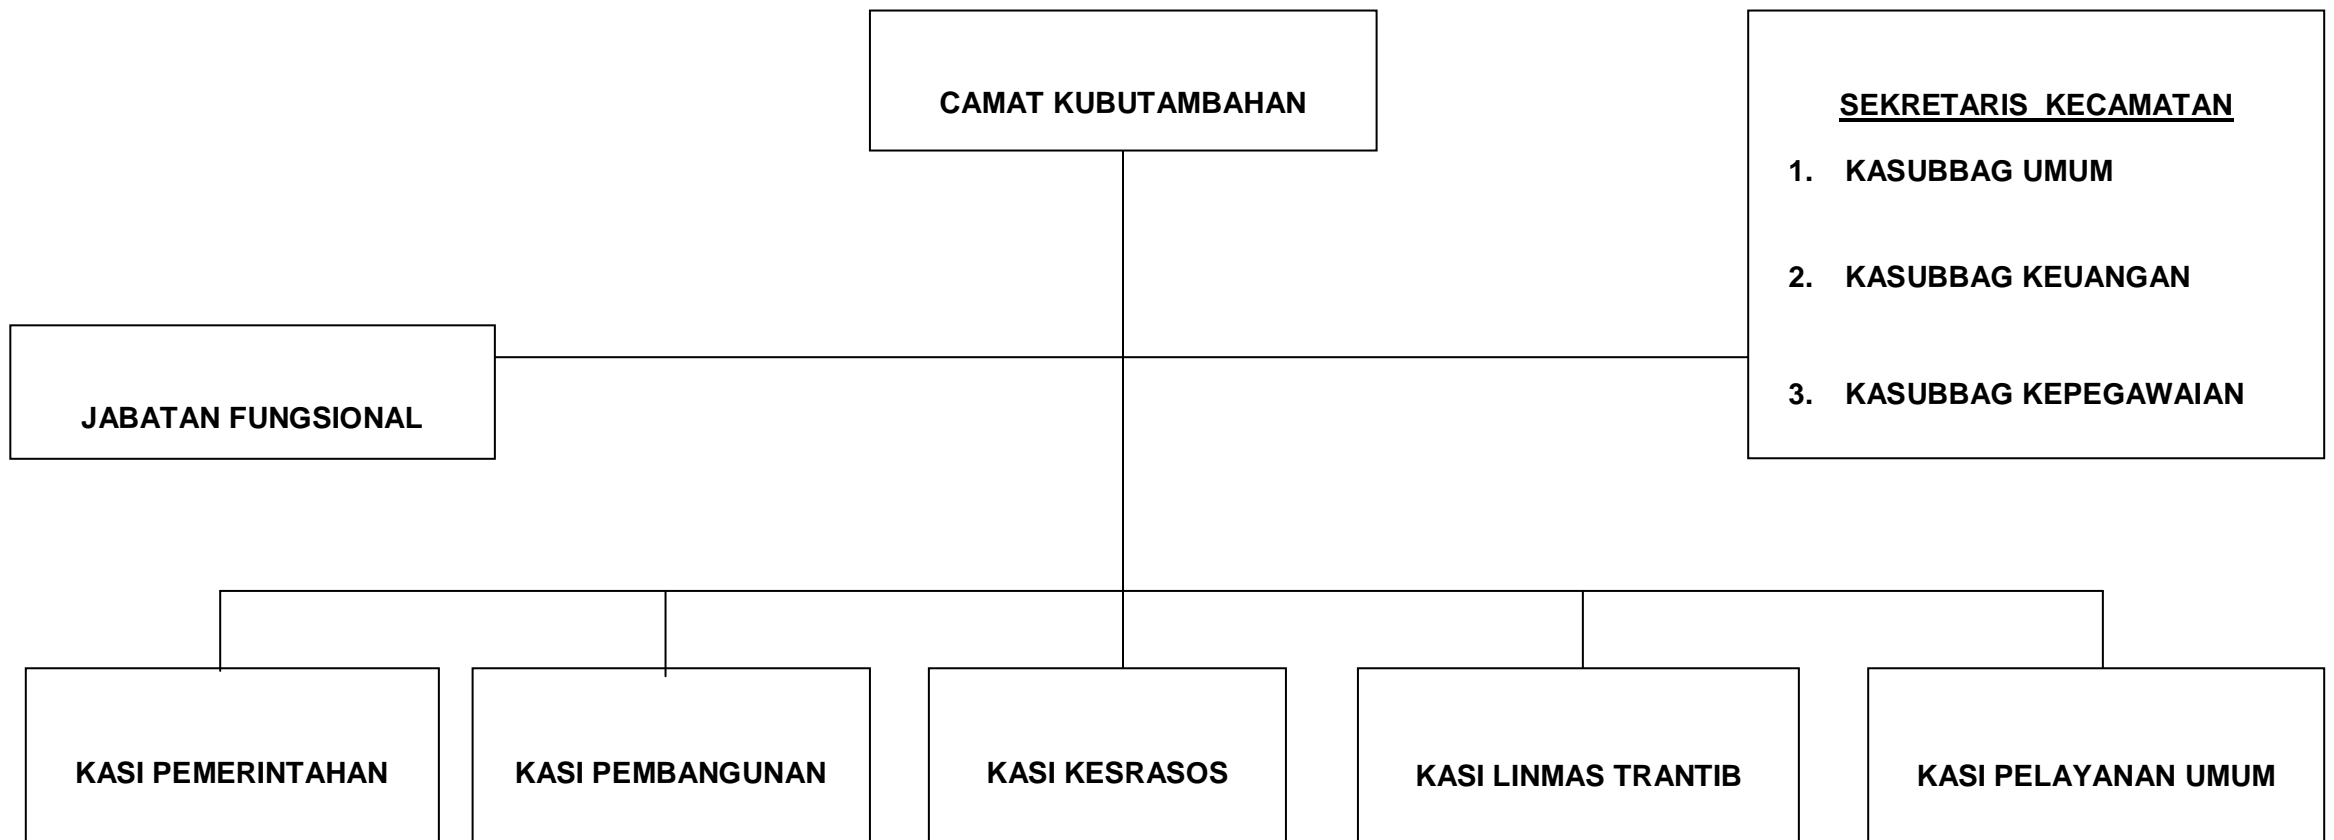 CAMAT KUBUTAMBAHAN
SEKRETARIS KECAMATAN
1. KASUBBAG UMUM
2. KASUBBAG KEUANGAN
3. KASUBBAG KEPEGAWAIAN
JABATAN FUNGSIONAL
KASI PEMERINTAHAN
KASI PEMBANGUNAN
KASI KESRASOS
KASI LINMAS TRANTIB
KASI PELAYANAN UMUM